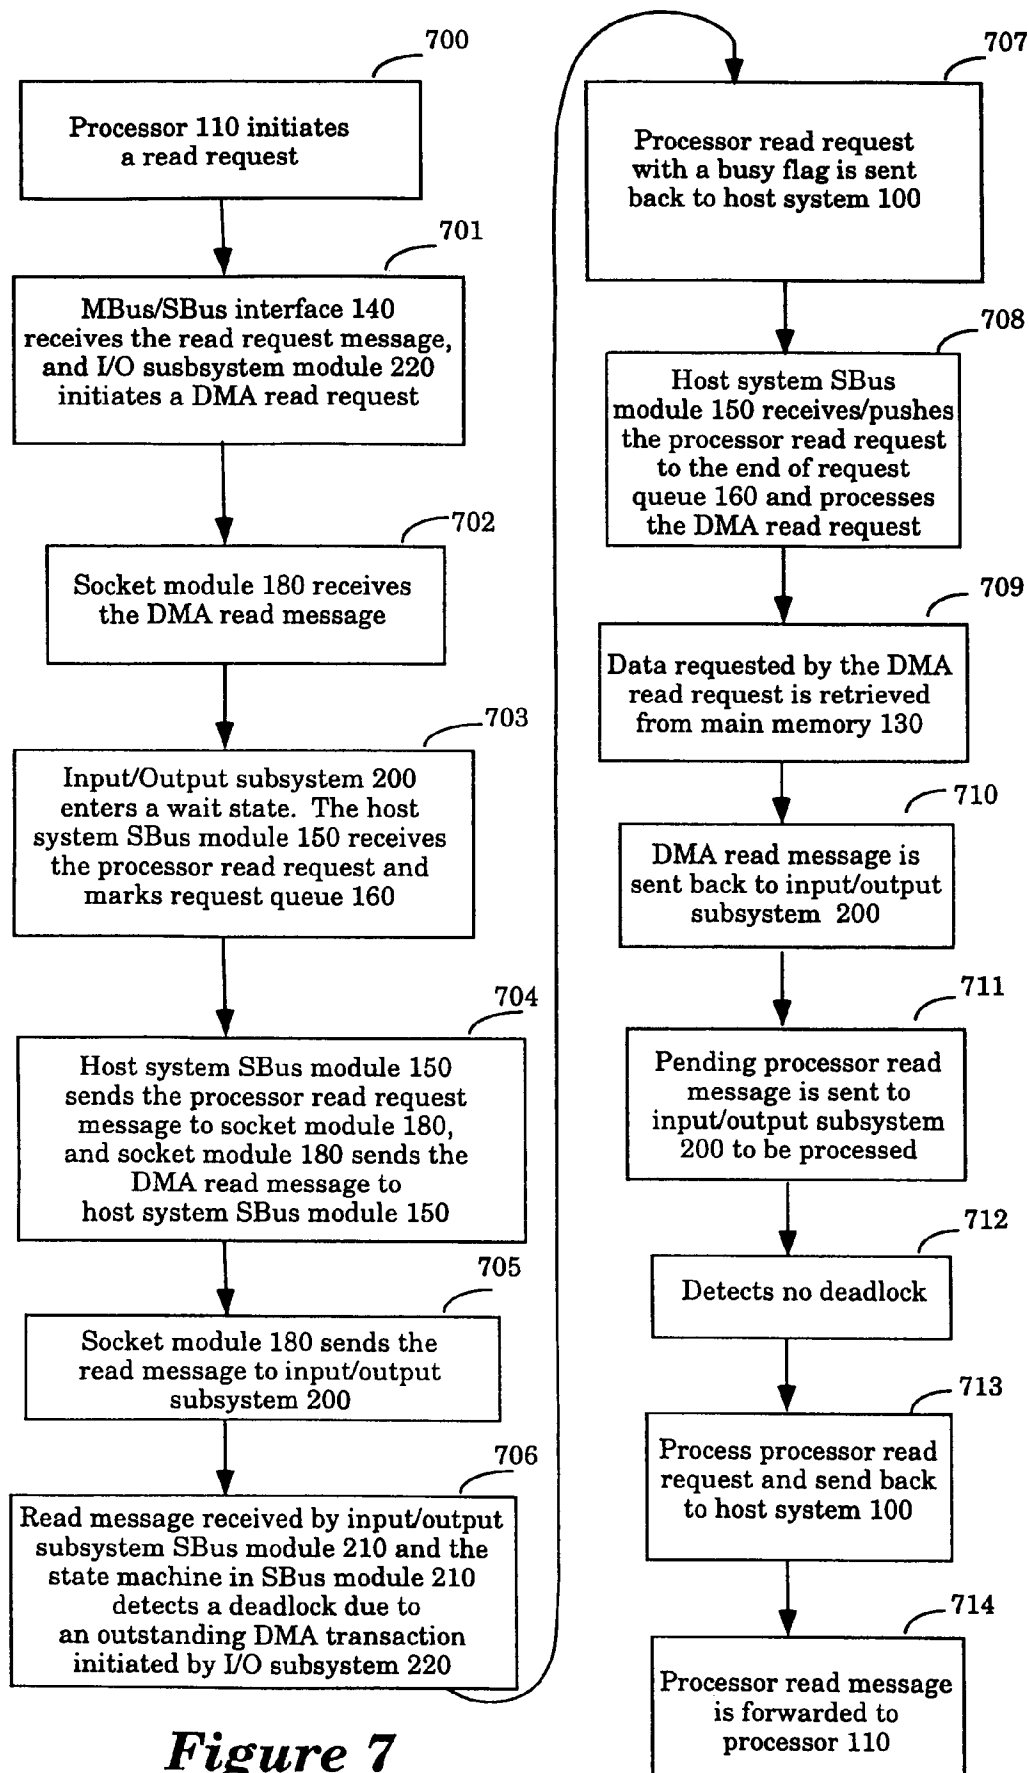 700
Processor 110 initiates
a read request
701
MBus/SBus interface 140
receives the read request message,
and I/O susbsystem module 220
initiates a DMA read request
702
Socket module 180 receives
the DMA read message
703
Input/Output subsystem 200
enters a wait state. The host
system SBus module 150 receives
the processor read request and
marks request queue 160
704
Host system SBus module 150
sends the processor read request
message to socket module 180,
and socket module 180 sends the
DMA read message to
host system SBus module 150
705
Socket module 180 sends the
read message to input/output
subsystem 200
706
Read message received by input/output
subsystem SBus module 210 and the
state machine in SBus module 210
detects a deadlock due to
an outstanding DMA transaction
initiated by I/O subsystem 220
707
Processor read request
with a busy flag is sent
back to host system 100
708
Host system SBus
module 150 receives/pushes
the processor read request
to the end of request
queue 160 and processes
the DMA read request
709
Data requested by the DMA
read request is retrieved
from main memory 130
710
DMA read message is
sent back to input/output
subsystem 200
711
Pending processor read
message is sent to
input/output subsystem
200 to be processed
712
Detects no deadlock
713
Process processor read
request and send back
to host system 100
714
Processor read message
is forwarded to
processor 110
Figure 7